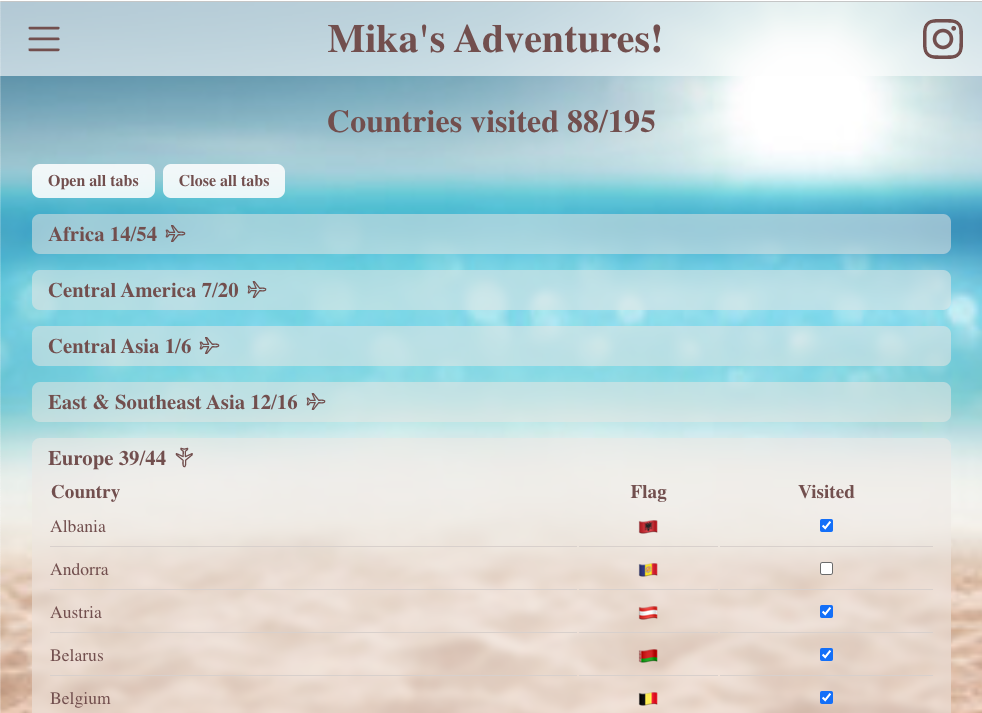 Mika's Adventures!
Countries visited 88/195
Open all tabs Close all tabs
Africa 14/54
Central America 7/20
Central Asia 1/6
East & Southeast Asia 12/16
Europe 39/44
Country Flag Visited
Albania
Andorra
Austria
Belarus
Belgium